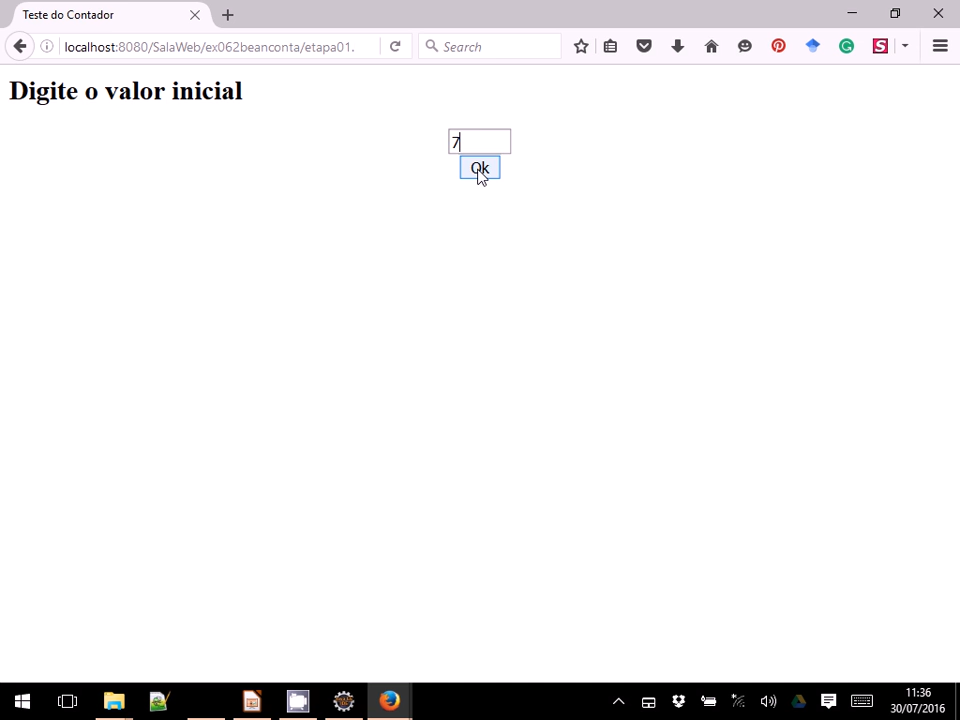 Teste do Contador
localhost:8080/SalaWeb/ex062beanconta/etapa01.
Search
Digite o valor inicial
7
Ok
11:36
30/07/2016